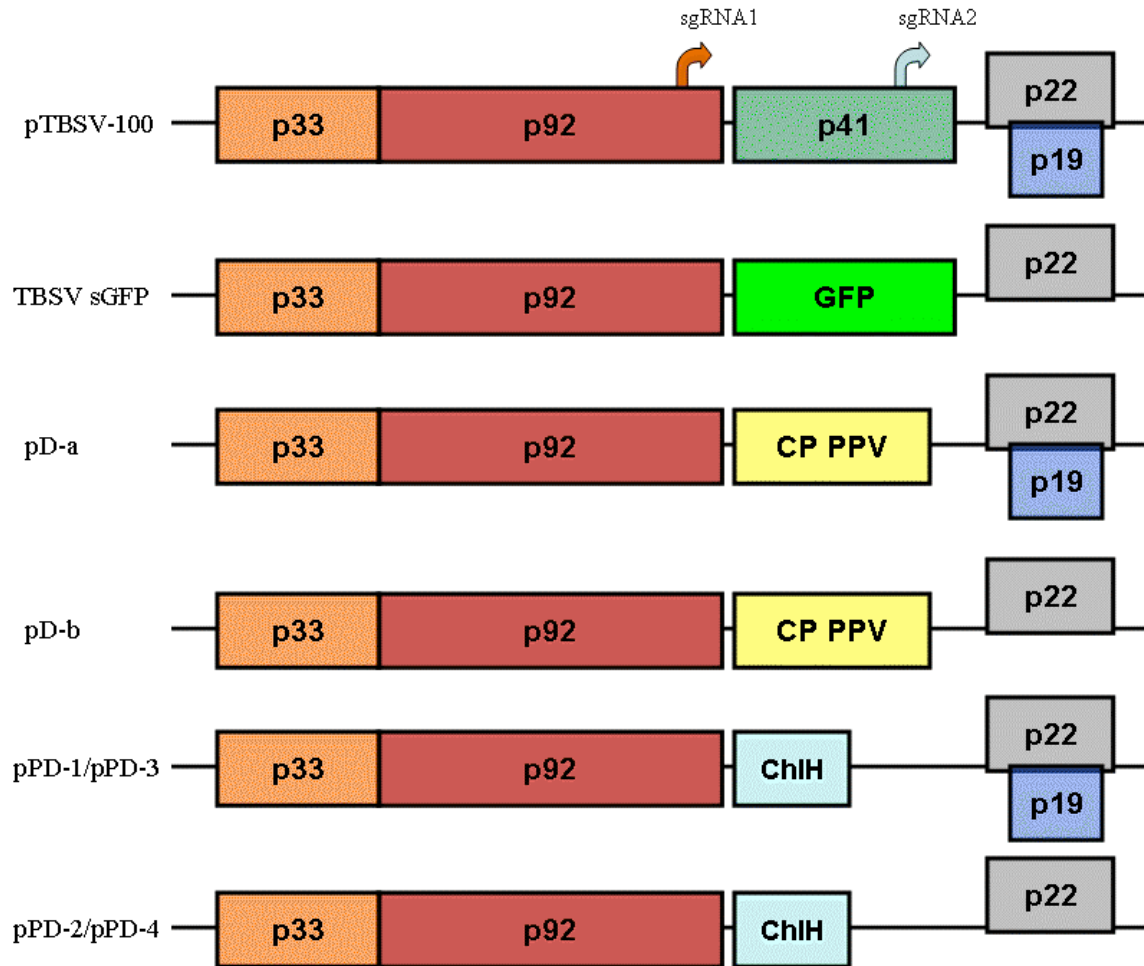 sgRNA1 sgRNA2
pTBSV-100 p33 p92 p41 p22
p19
TBSV sGFP p33 p92 GFP p22
pD-a p33 p92 CP PPV p22
p19
pD-b p33 p92 CP PPV p22
pPD-1/pPD-3 p33 p92 ChlH p22
p19
pPD-2/pPD-4 p33 p92 ChlH p22